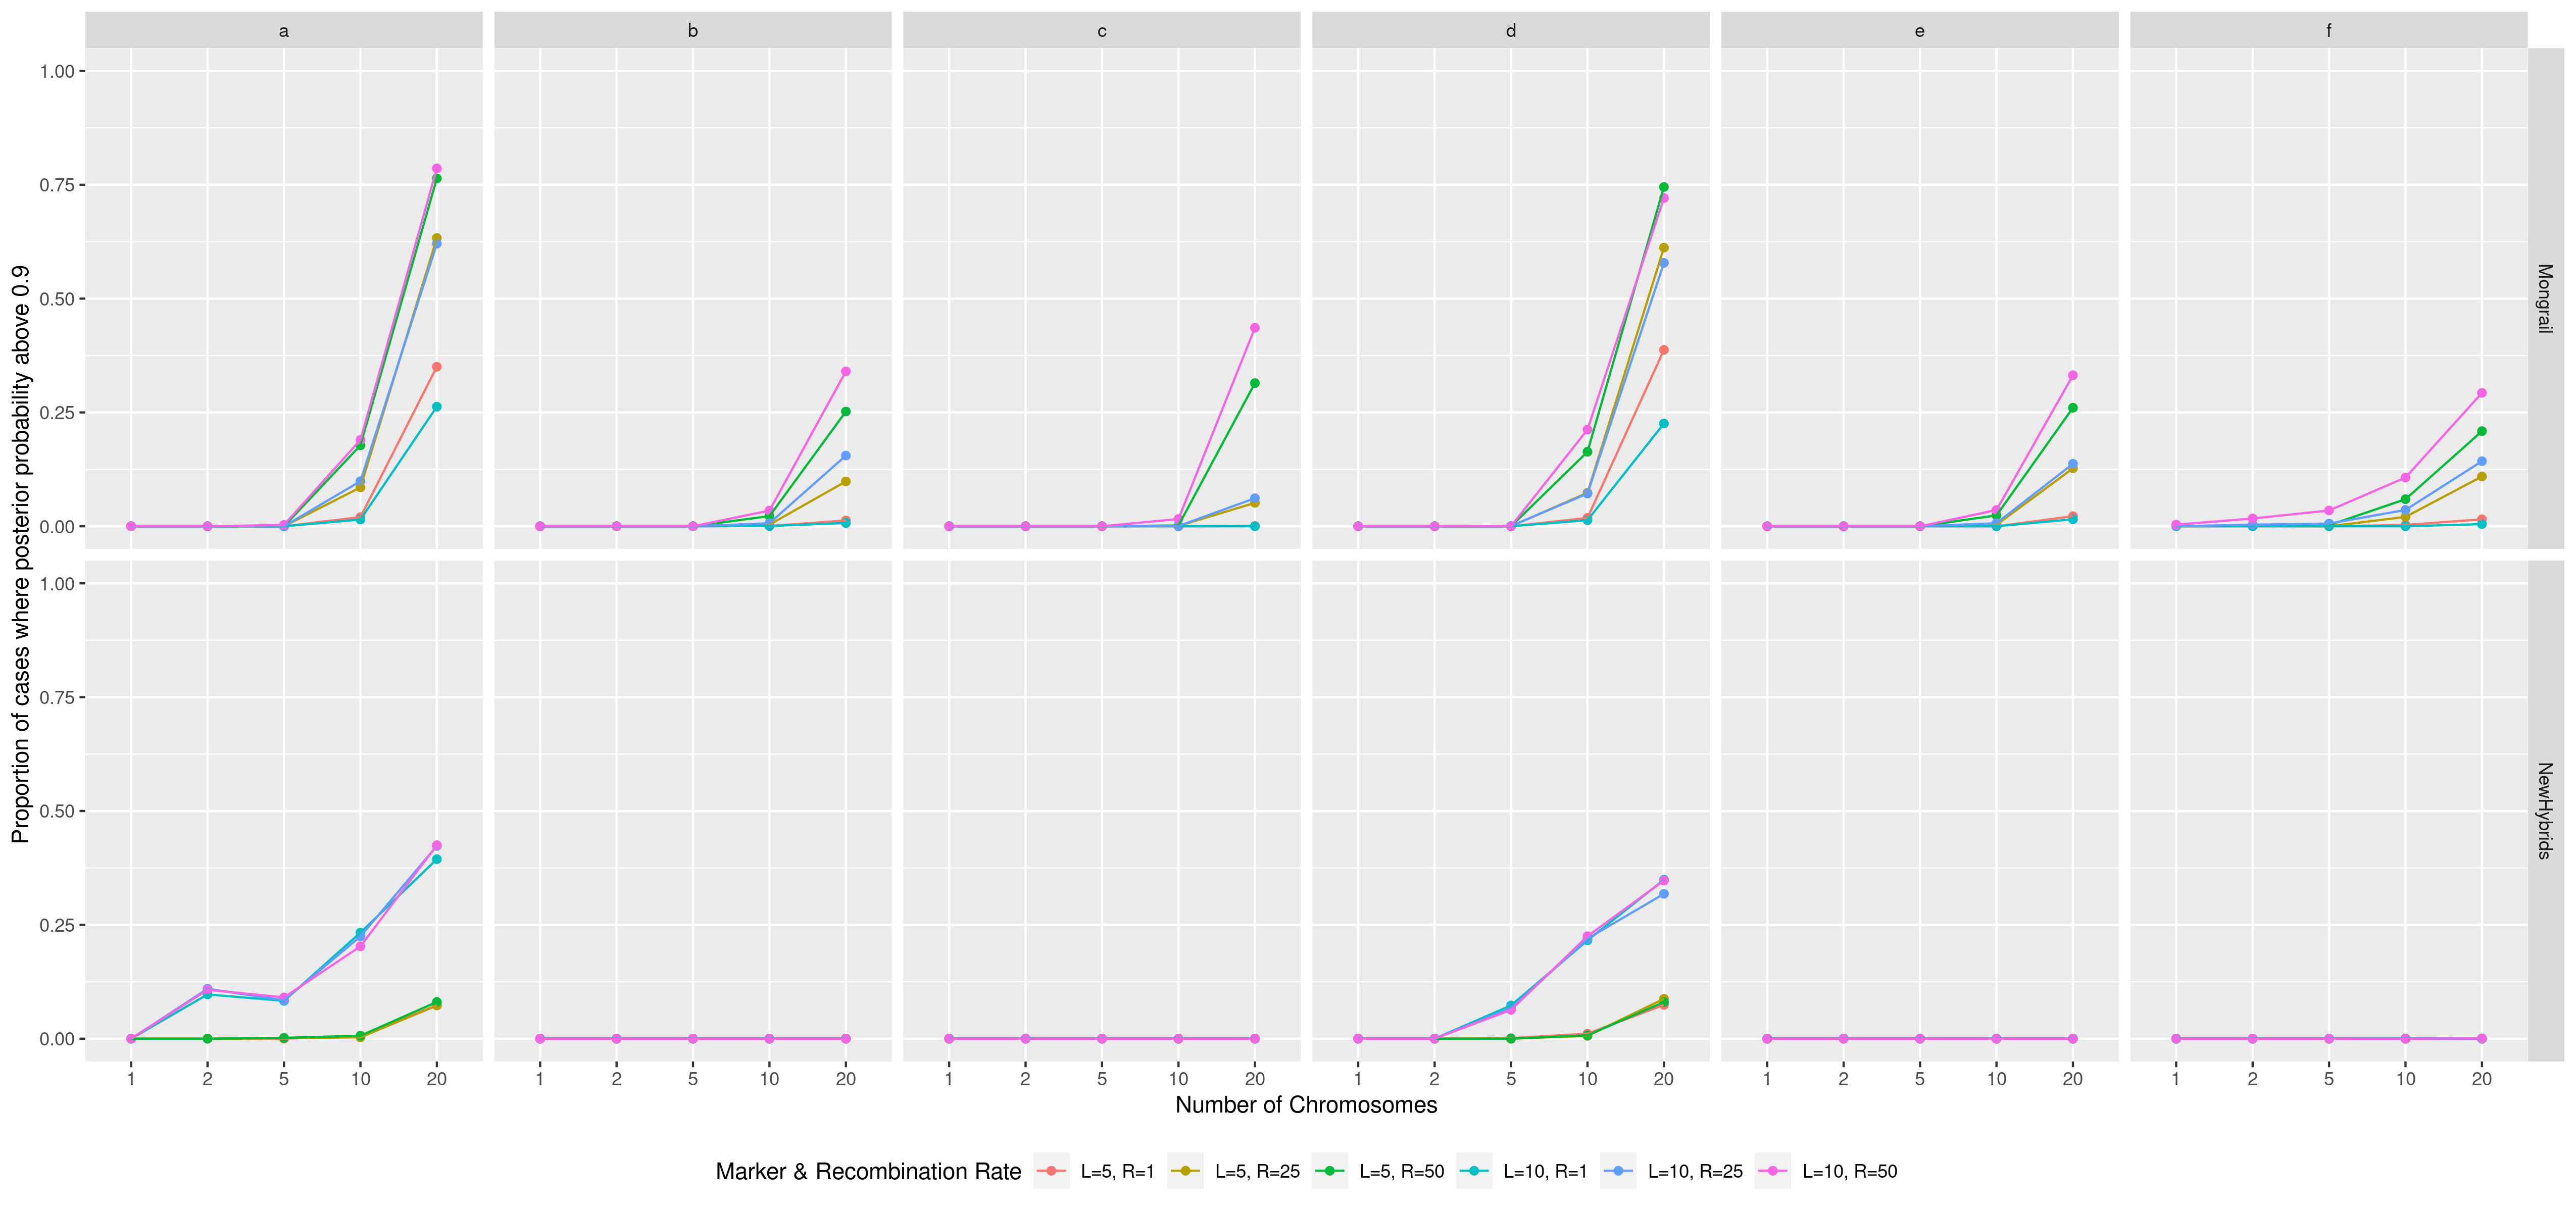 a b c d e f
1.00
0.75
0.50
0.25
0.00
Mongrail
1.00
0.75
0.50
0.25
0.00
NewHybrids
Proportion of cases where posterior probability above 0.9
1 2 5 10 20 1 2 5 10 20 1 2 5 10 20 1 2 5 10 20 1 2 5 10 20 1 2 5 10 20
Number of Chromosomes
Marker & Recombination Rate L=5, R=1 L=5, R=25 L=5, R=50 L=10, R=1 L=10, R=25 L=10, R=50